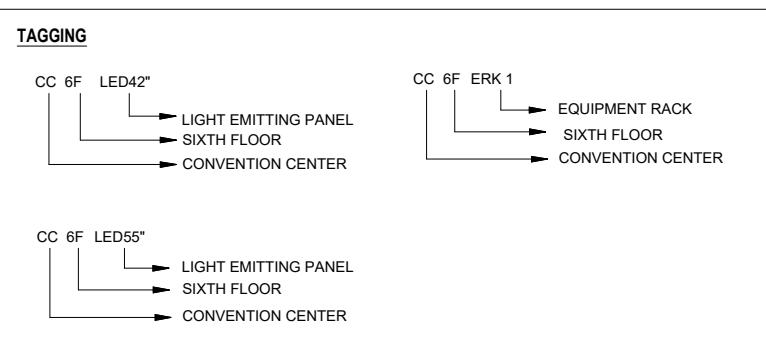 TAGGING
CC 6F LED42"
LIGHT EMITTING PANEL
SIXTH FLOOR
CONVENTION CENTER
CC 6F ERK 1
EQUIPMENT RACK
SIXTH FLOOR
CONVENTION CENTER
CC 6F LED55"
LIGHT EMITTING PANEL
SIXTH FLOOR
CONVENTION CENTER